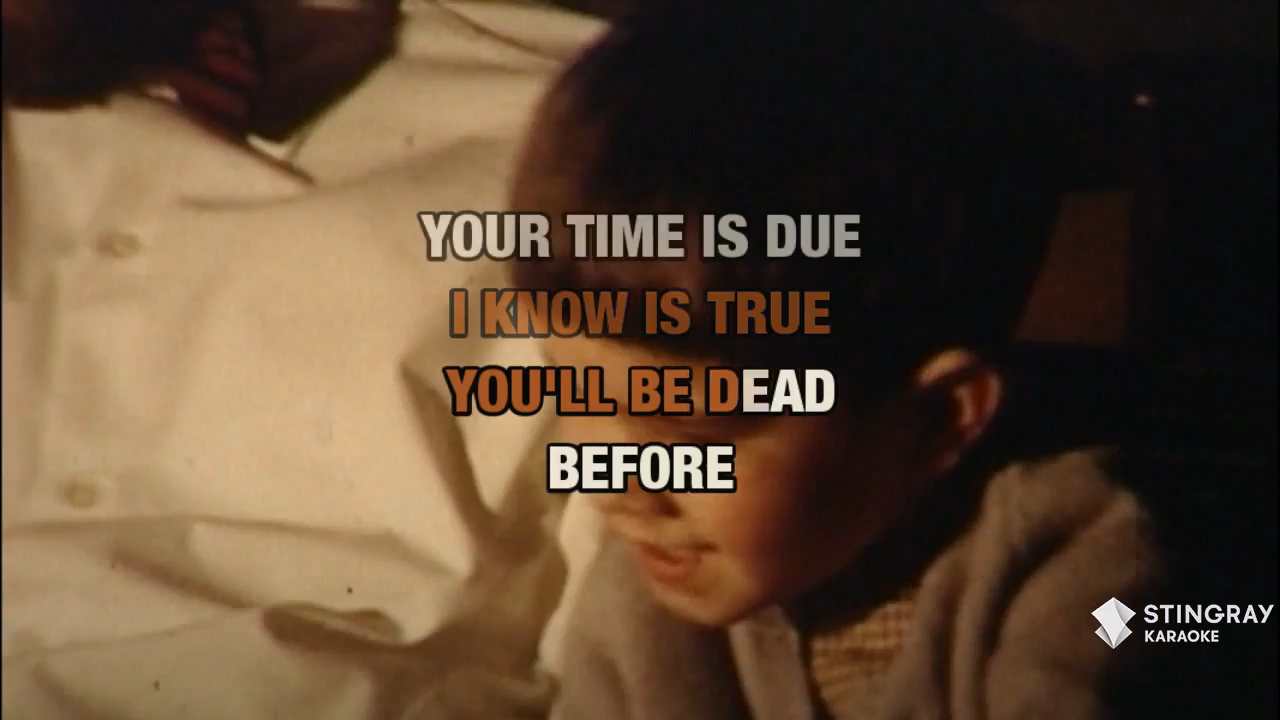 YOUR TIME IS DUE
I KNOW IS TRUE
YOU'LL BE DEAD
BEFORE
STINGRAY
KARAOKE